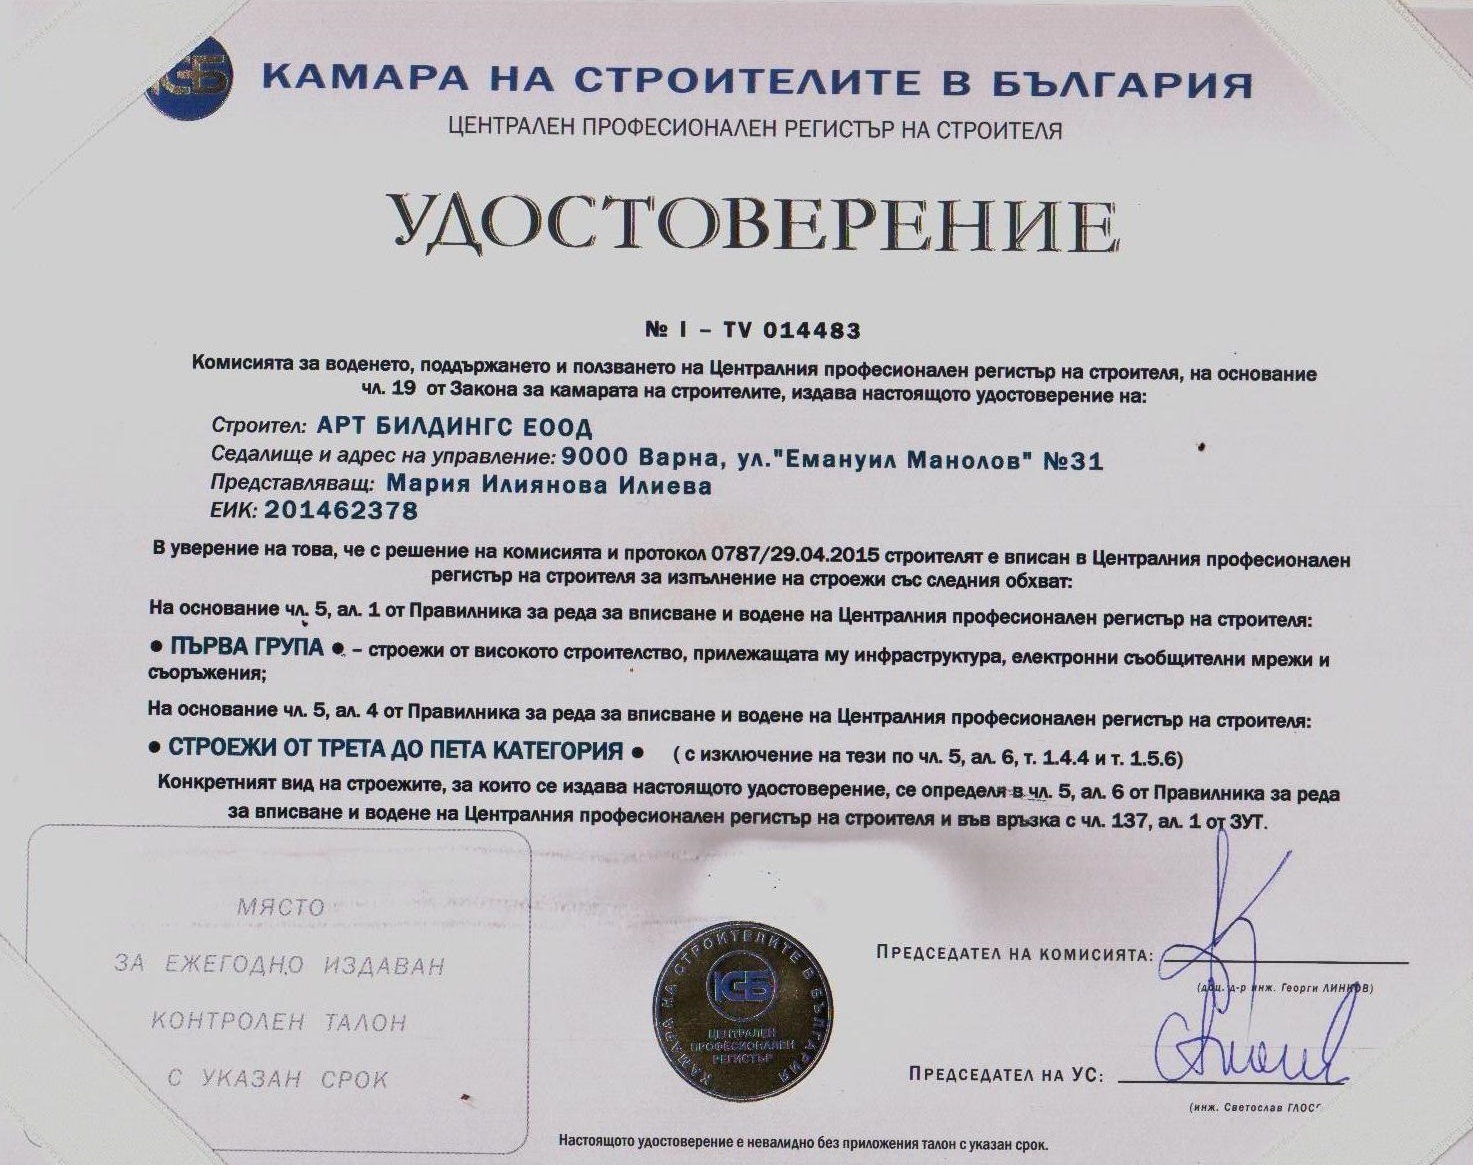 КСБ
КАМАРА НА СТРОИТЕЛИТЕ В БЪЛГАРИЯ
ЦЕНТРАЛЕН ПРОФЕСИОНАЛЕН РЕГИСТЪР НА СТРОИТЕЛЯ
УДОСТОВЕРЕНИЕ
№ I – TV 014483
Комисията за воденето, поддържането и ползването на Централния професионален регистър на строителя, на основание
чл. 19 от Закона за камарата на строителите, издава настоящото удостоверение на:
Строител: АРТ БИЛДИНГС ЕООД
Седалище и адрес на управление: 9000 Варна, ул."Емануил Манолов" №31
Представляващ: Мария Илиянова Илиева
ЕИК: 201462378
В уверение на това, че с решение на комисията и протокол 0787/29.04.2015 строителят е вписан в Централния професионален
регистър на строителя за изпълнение на строежи със следния обхват:
На основание чл. 5, ал. 1 от Правилника за реда за вписване и водене на Централния професионален регистър на строителя:
● ПЪРВА ГРУПА ● – строежи от високото строителство, прилежащата му инфраструктура, електронни съобщителни мрежи и
съоръжения;
На основание чл. 5, ал. 4 от Правилника за реда за вписване и водене на Централния професионален регистър на строителя:
● СТРОЕЖИ ОТ ТРЕТА ДО ПЕТА КАТЕГОРИЯ ● ( с изключение на тези по чл. 5, ал. 6, т. 1.4.4 и т. 1.5.6)
Конкретният вид на строежите, за които се издава настоящото удостоверение, се определя в чл. 5, ал. 6 от Правилника за реда
за вписване и водене на Централния професионален регистър на строителя и във връзка с чл. 137, ал. 1 от ЗУТ.
МЯСТО
ЗА ЕЖЕГОДНО ИЗДАВАН
КОНТРОЛЕН ТАЛОН
С УКАЗАН СРОК
КАМАРА НА СТРОИТЕЛИТЕ В БЪЛГАРИЯ
КСБ
ЦЕНТРАЛЕН
ПРОФЕСИОНАЛЕН
РЕГИСТЪР
ПРЕДСЕДАТЕЛ НА КОМИСИЯТА:
(доц. д-р инж. Георги ЛИНКОВ)
ПРЕДСЕДАТЕЛ НА УС:
(инж. Светослав ГЛОС
Настоящото удостоверение е невалидно без приложения талон с указан срок.